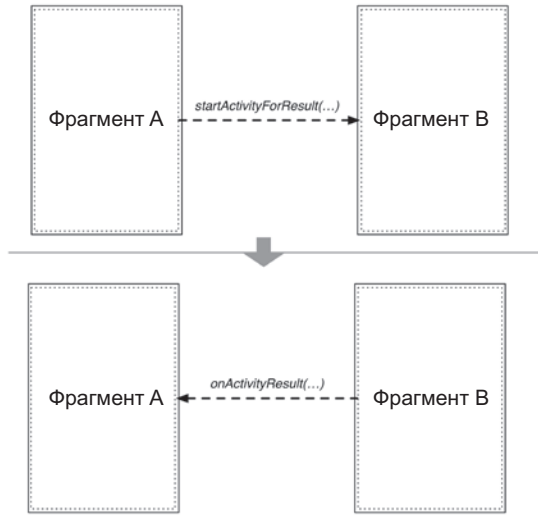 Фрагмент A
startActivityForResult(...)
Фрагмент B
Фрагмент A
onActivityResult(...)
Фрагмент B